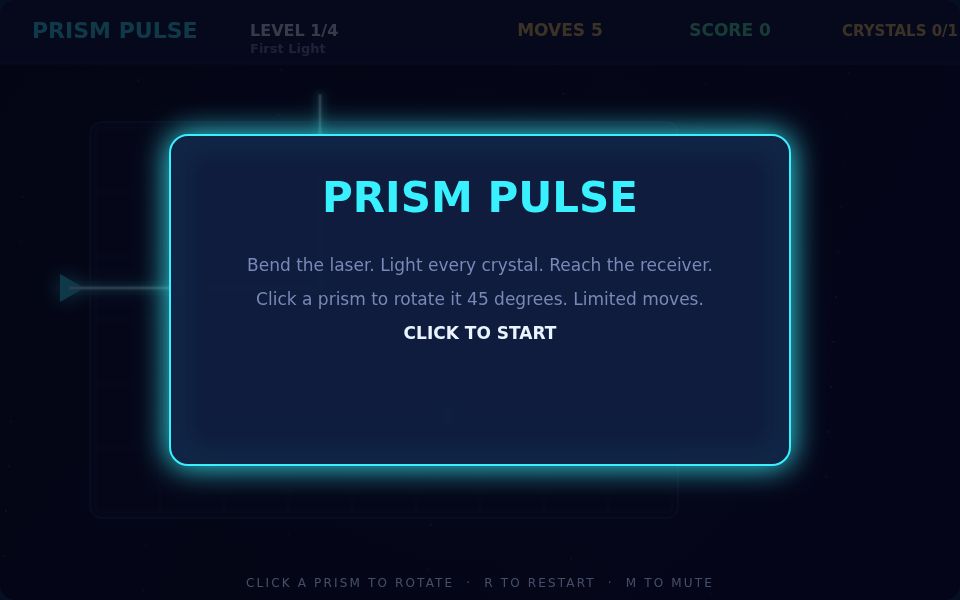 PRISM PULSE
LEVEL 1/4
First Light
MOVES 5
SCORE 0
CRYSTALS 0/1
PRISM PULSE
Bend the laser. Light every crystal. Reach the receiver.
Click a prism to rotate it 45 degrees. Limited moves.
CLICK TO START
CLICK A PRISM TO ROTATE · R TO RESTART · M TO MUTE